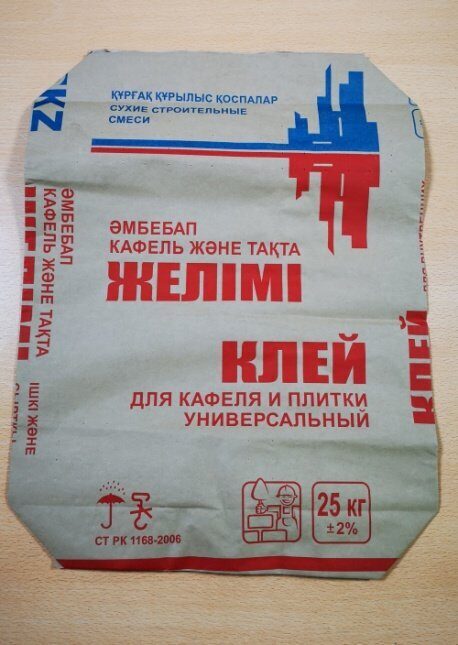 ҚҰРҒАҚ ҚҰРЫЛЫС ҚОСПАЛАР
СУХИЕ СТРОИТЕЛЬНЫЕ
СМЕСИ
ӘМБЕБАП
КАФЕЛЬ ЖӘНЕ ТАҚТА
ЖЕЛІМІ
КЛЕЙ
ДЛЯ КАФЕЛЯ И ПЛИТКИ
УНИВЕРСАЛЬНЫЙ
СТ РК 1168-2006
25 КГ
±2%
KZ
ӘМБЕБАП
КАФЕЛЬ ЖӘНЕ ТАҚТА
ІШКІ ЖӘНЕ
КЛЕЙ